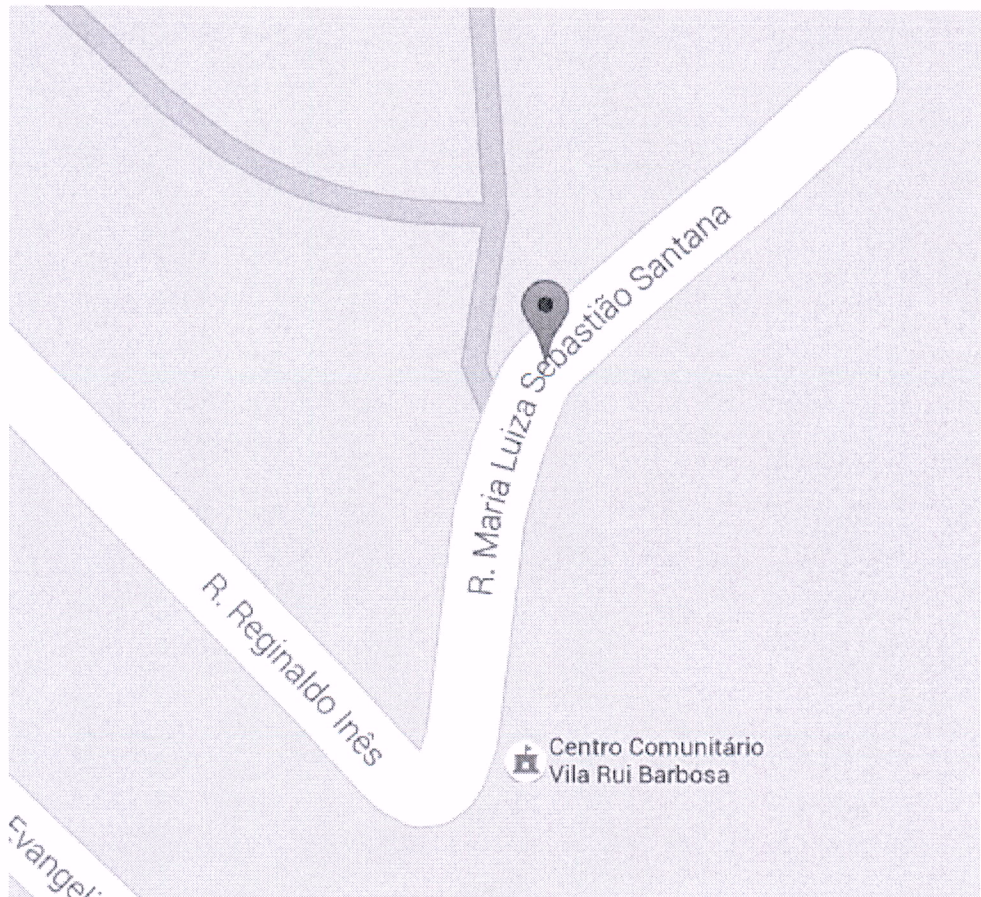 R. Maria Luiza Sebastião Santana
R. Reginaldo Inês
Centro Comunitário
Vila Rui Barbosa